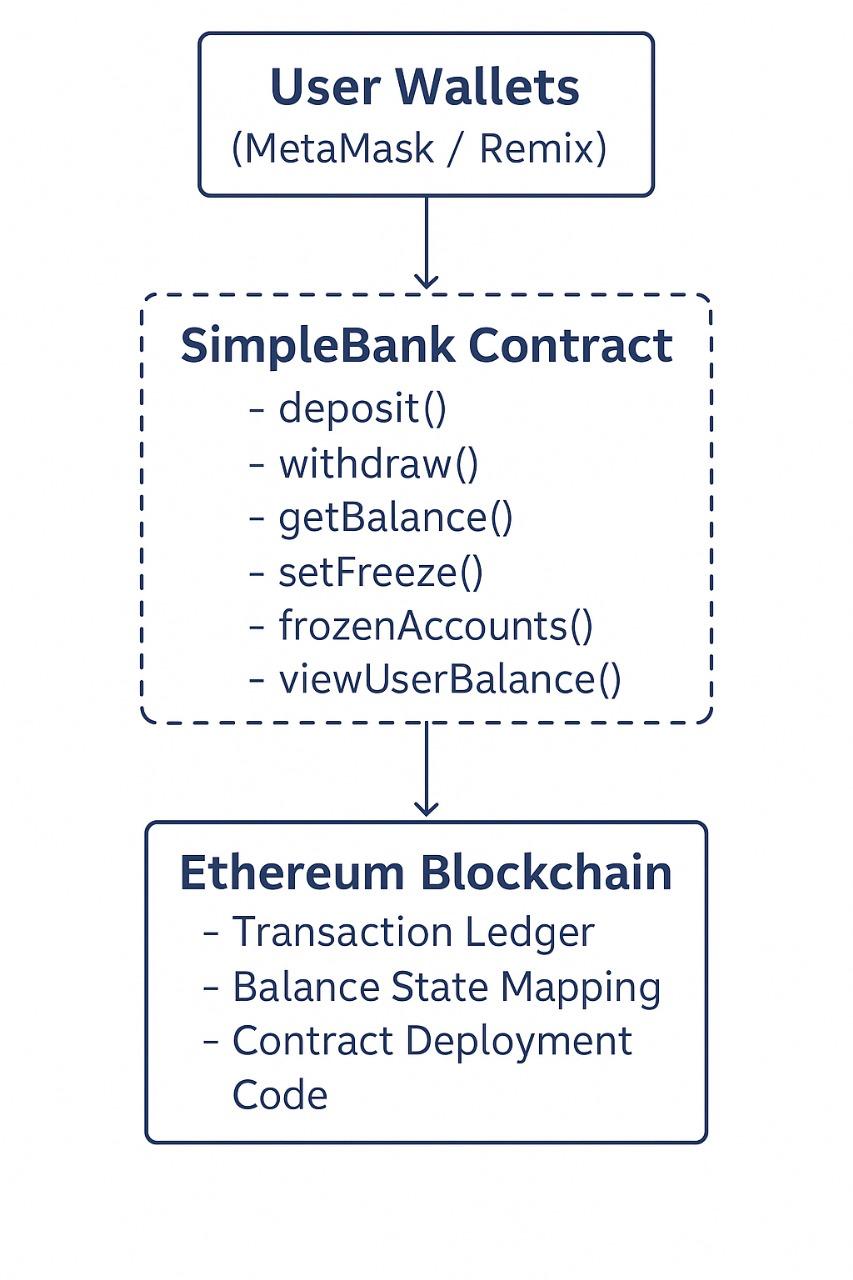 User Wallets
(MetaMask / Remix)
SimpleBank Contract
- deposit()
- withdraw()
- getBalance()
- setFreeze()
- frozenAccounts()
- viewUserBalance()
Ethereum Blockchain
- Transaction Ledger
- Balance State Mapping
- Contract Deployment
Code